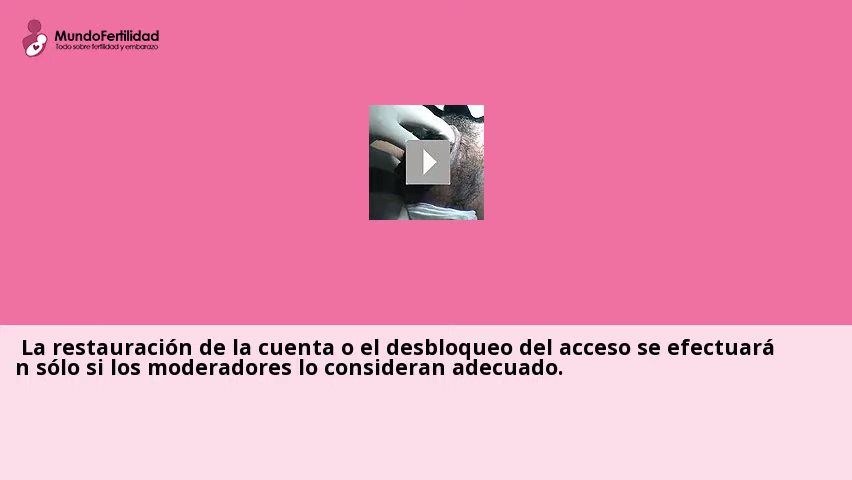 MundoFertilidad
Todo sobre fertilidad y embarazo
La restauración de la cuenta o el desbloqueo del acceso se efectuará
n sólo si los moderadores lo consideran adecuado.